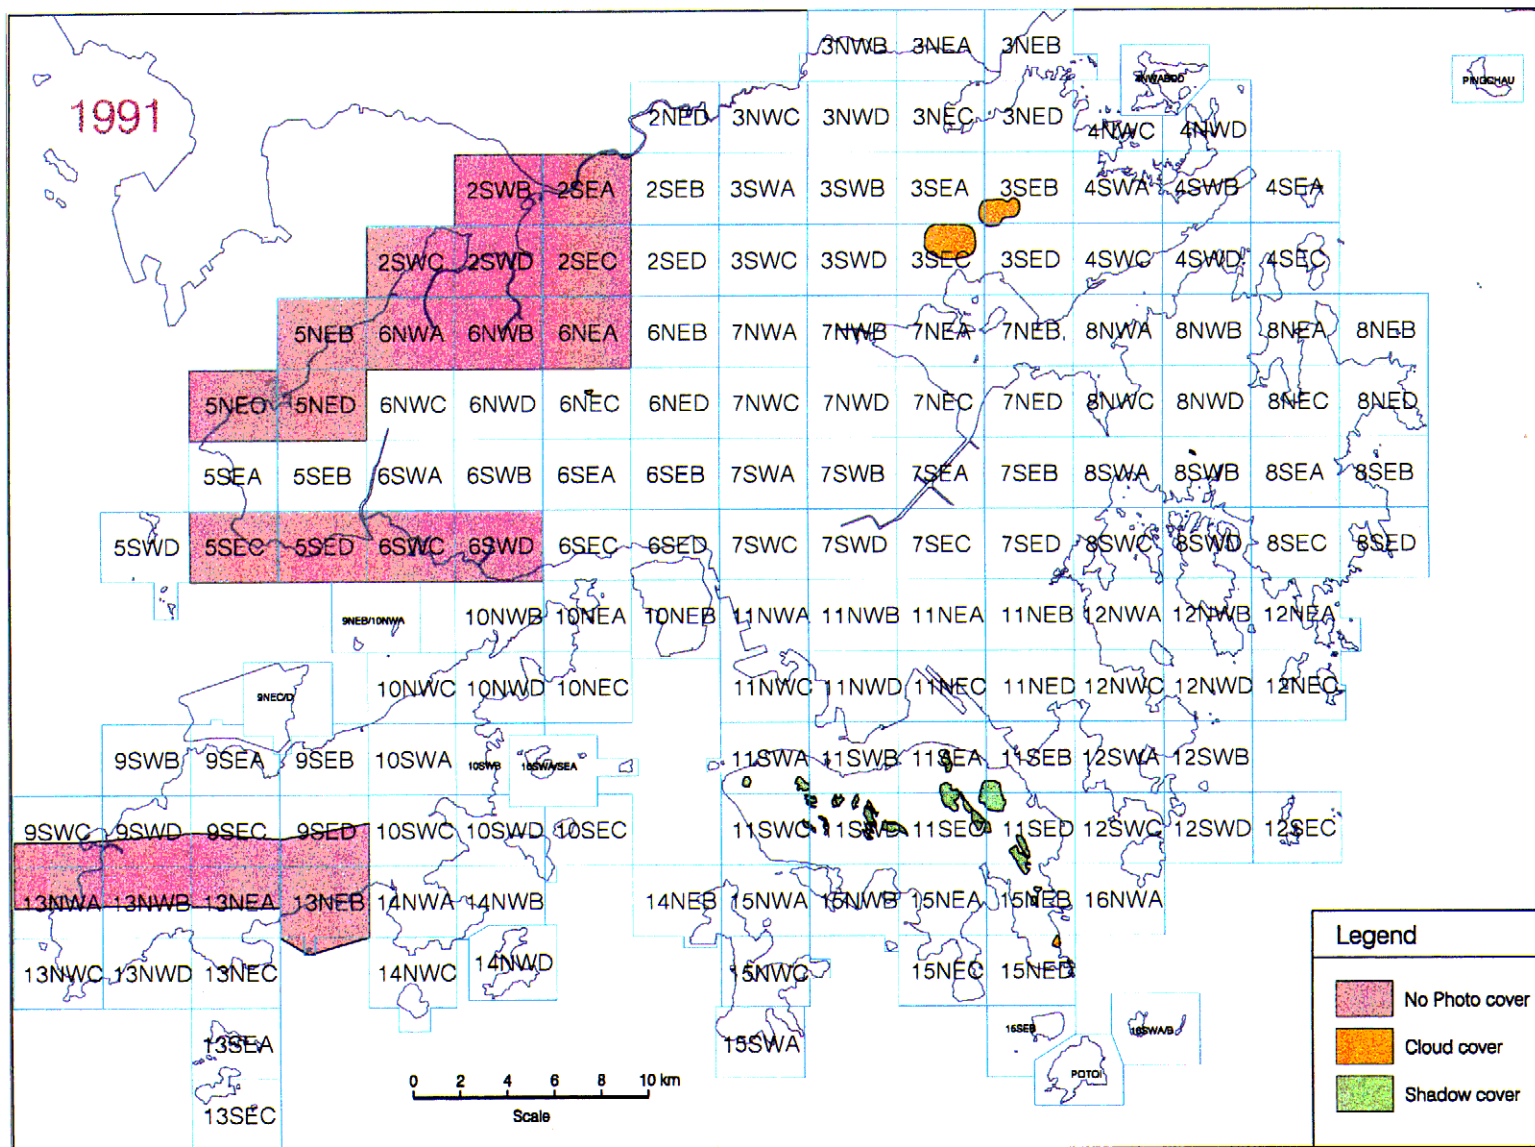 3NWB 3NEA 3NEB
PINGCHAU
1991
2NED 3NWC 3NWD 3NEC 3NED 4NWC 4NWD
2SWB 2SEA 2SEB 3SWA 3SWB 3SEA 3SEB 4SWA 4SWB 4SEA
2SWC 2SWD 2SEC 2SED 3SWC 3SWD 3SEC 3SED 4SWC 4SWD 4SEC
5NEB 6NWA 6NWB 6NEA 6NEB 7NWA 7NWB 7NEA 7NEB 8NWA 8NWB 8NEA 8NEB
5NEC 5NED 6NWC 6NWD 6NEC 6NED 7NWC 7NWD 7NEC 7NED 8NWC 8NWD 8NEC 8NED
5SEA 5SEB 6SWA 6SWB 6SEA 6SEB 7SWA 7SWB 7SEA 7SEB 8SWA 8SWB 8SEA 8SEB
5SWD 5SEC 5SED 6SWC 6SWD 6SEC 6SED 7SWC 7SWD 7SEC 7SED 8SWC 8SWD 8SEC 8SED
9NEB/10NWA 10NWB 10NEA 10NEB 11NWA 11NWB 11NEA 11NEB 12NWA 12NWB 12NEA
9NEC/D 10NWC 10NWD 10NEC 11NWC 11NWD 11NEC 11NED 12NWC 12NWD 12NEC
9SWB 9SEA 9SEB 10SWA 10SWB 11SWA 11SWB 11SEA 11SEB 12SWA 12SWB
9SWC 9SWD 9SEC 9SED 10SWC 10SWD 10SEC 11SWC 11SWD 11SEC 11SED 12SWC 12SWD 12SEC
13NWA 13NWB 13NEA 13NEB 14NWA 14NWB 14NEB 15NWA 15NWB 15NEA 15NEB 16NWA
13NWC 13NWD 13NEC 14NWC 14NWD 15NWC 15NEC 15NED
13SEA 15SWA 15SEB POTOI
13SEC
0 2 4 6 8 10 km
Scale
Legend
No Photo cover
Cloud cover
Shadow cover